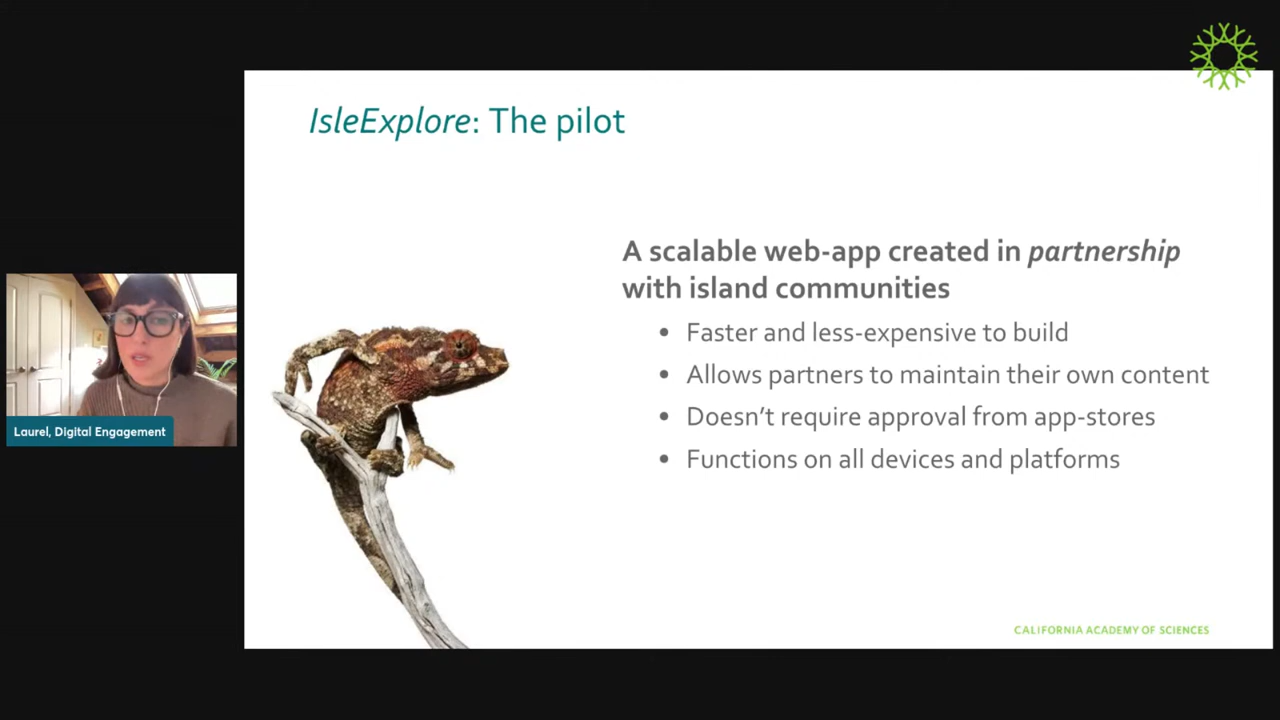 IsleExplore: The pilot
A scalable web-app created in partnership
with island communities
• Faster and less-expensive to build
• Allows partners to maintain their own content
• Doesn’t require approval from app-stores
• Functions on all devices and platforms
Laurel, Digital Engagement
CALIFORNIA ACADEMY OF SCIENCES